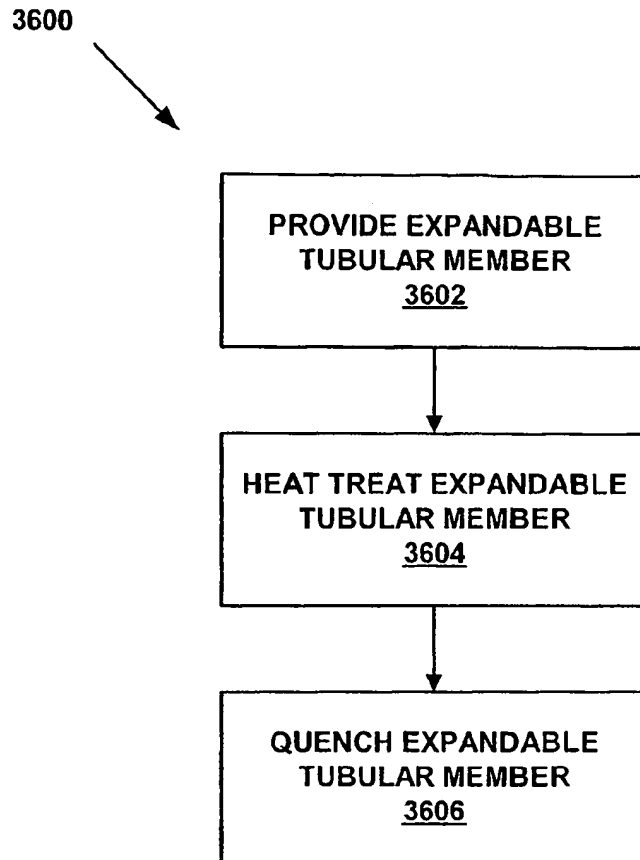 3600
PROVIDE EXPANDABLE
TUBULAR MEMBER
3602
HEAT TREAT EXPANDABLE
TUBULAR MEMBER
3604
QUENCH EXPANDABLE
TUBULAR MEMBER
3606